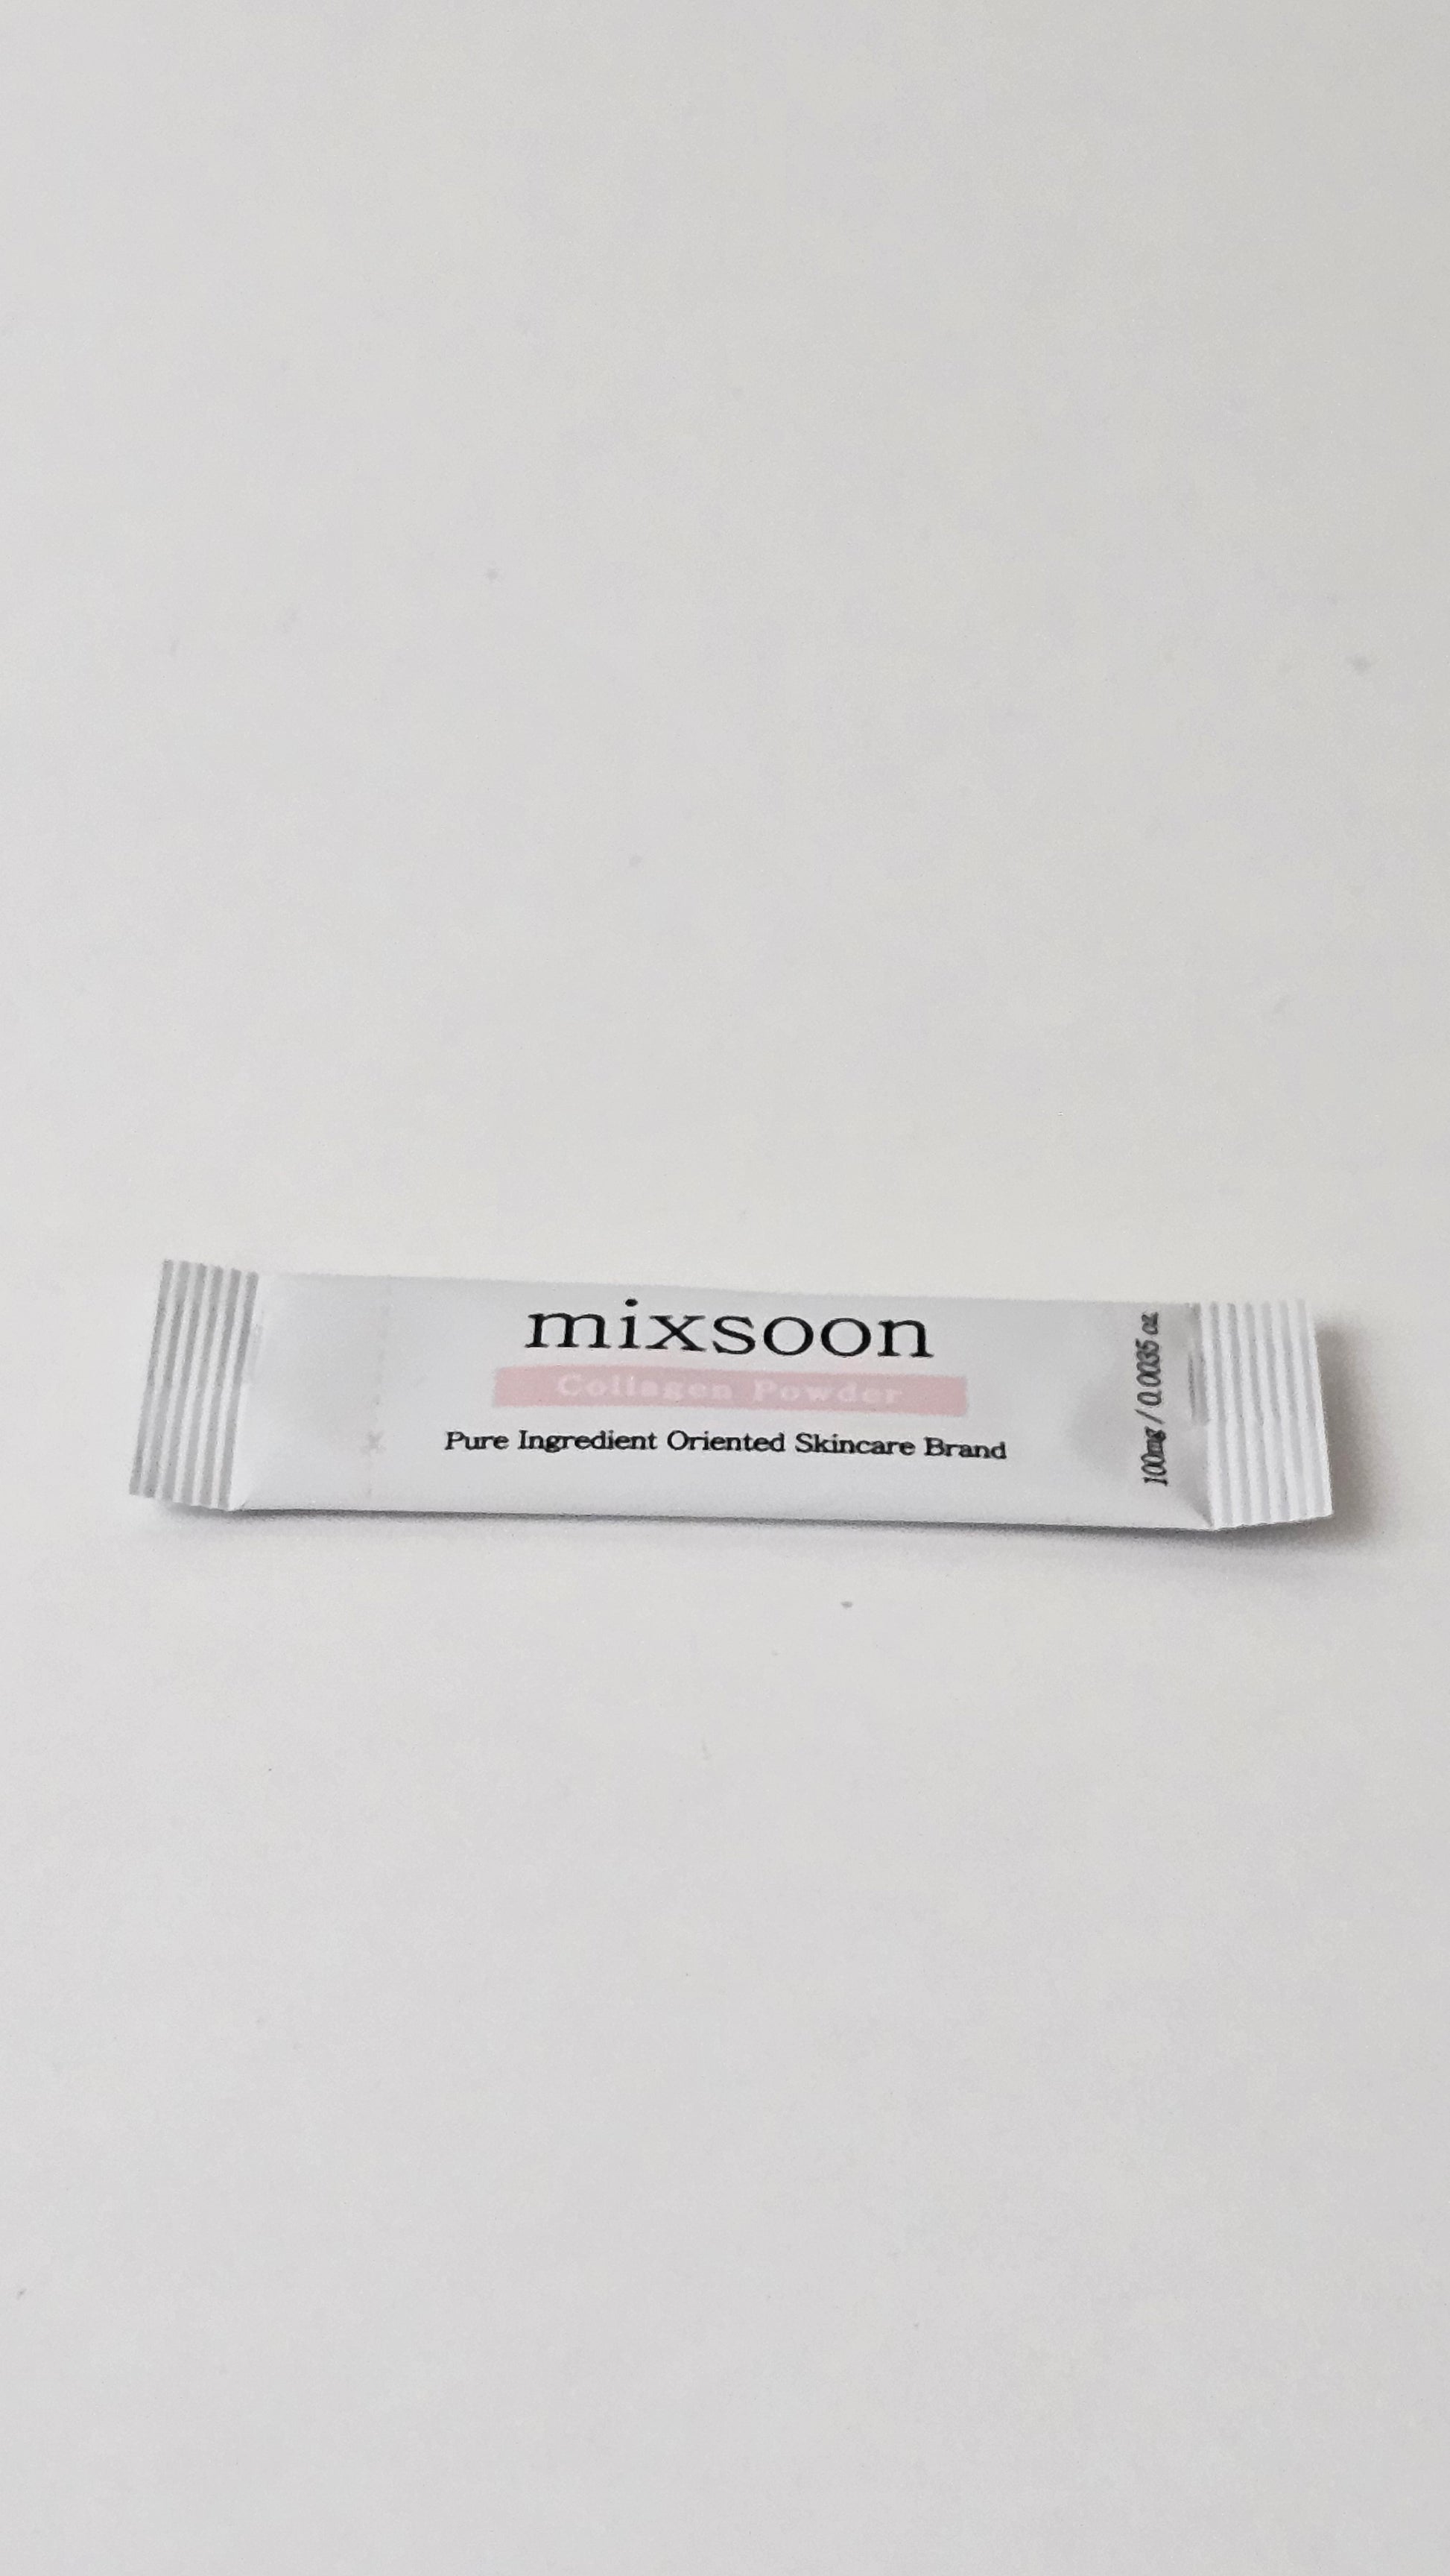 mixsoon
Collagen Powder
Pure Ingredient Oriented Skincare Brand
100mg / 0.0035 oz